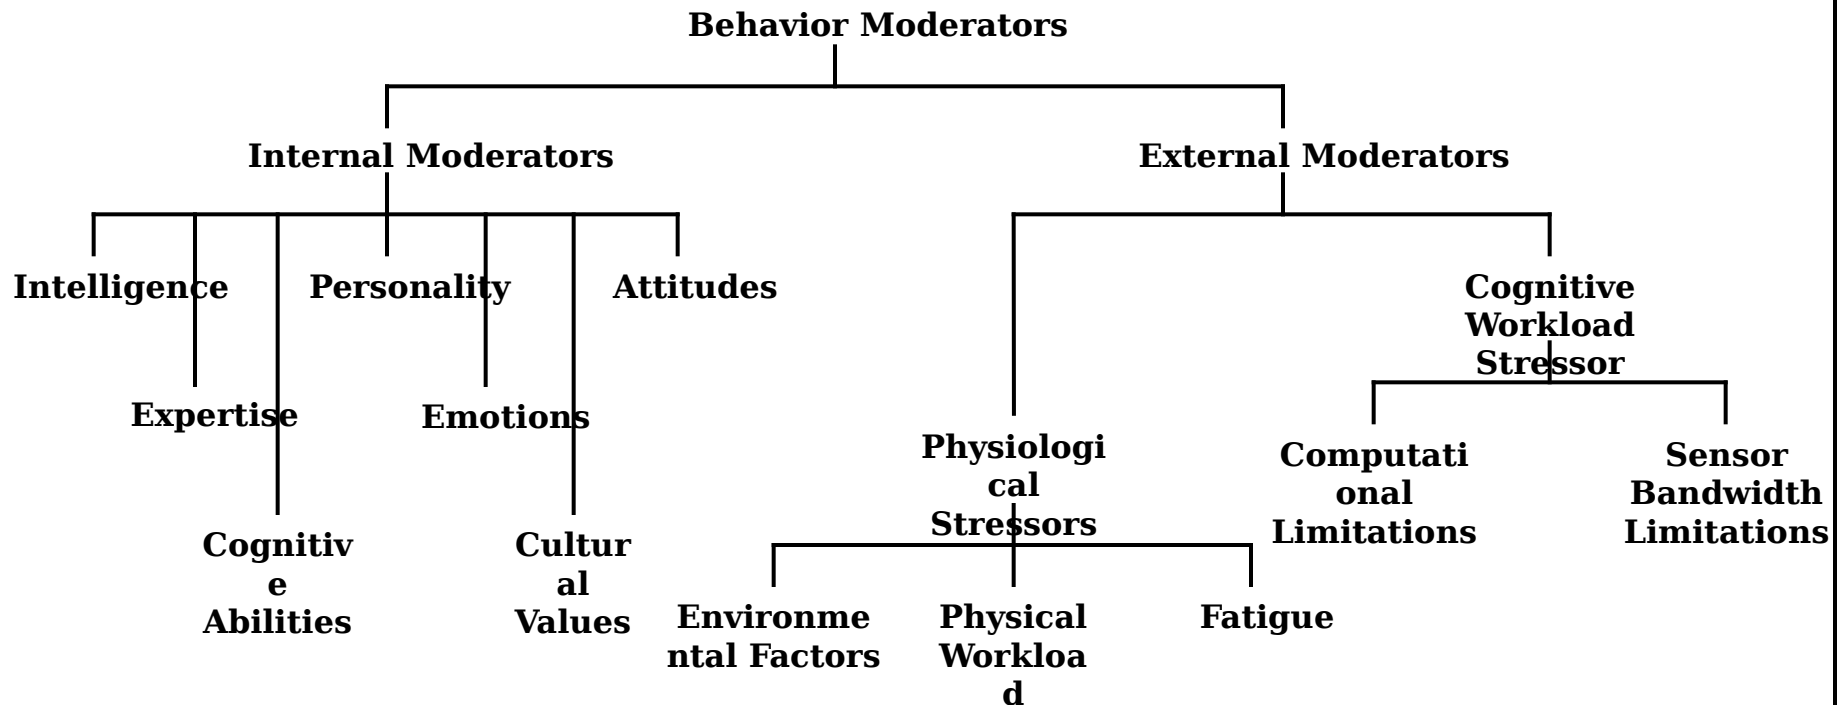 Behavior Moderators
Internal Moderators
External Moderators
Intelligence
Personality
Attitudes
Cognitive
Workload
Stressor
Expertise
Emotions
Physiologi
cal
Stressors
Computati
onal
Limitations
Sensor
Bandwidth
Limitations
Cognitiv
e
Abilities
Cultur
al
Values
Environme
ntal Factors
Physical
Workloa
d
Fatigue